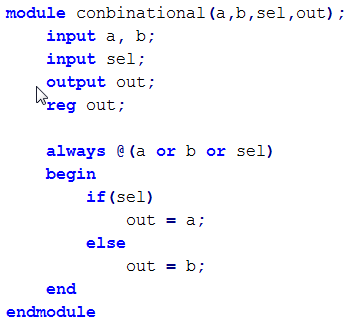 module conbinational(a,b,sel,out);
input a, b;
input sel;
output out;
reg out;
always @(a or b or sel)
begin
if(sel)
out = a;
else
out = b;
end
endmodule